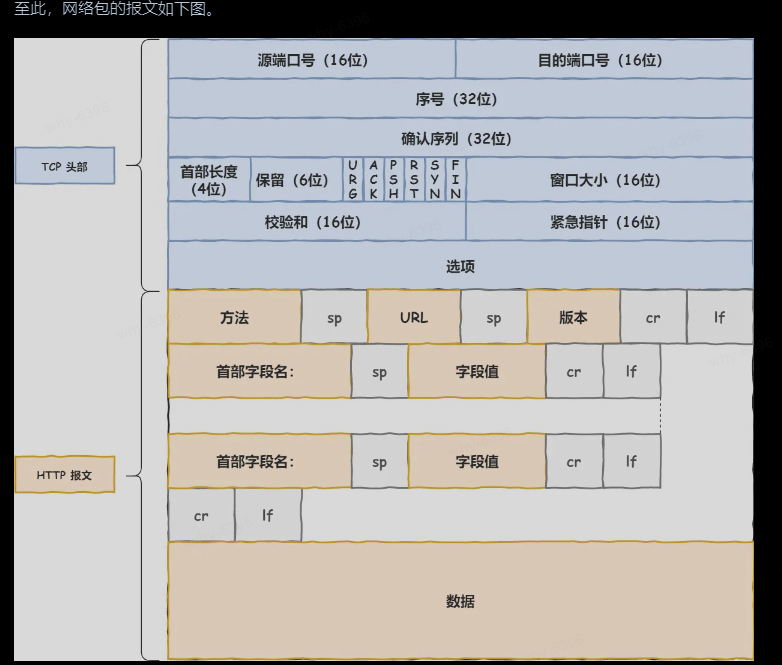 至此，网络包的报文如下图。
源端口号（16位） 目的端口号（16位）
序号（32位）
确认序列（32位）
TCP 头部
首部长度
（4位）
保留（6位）
URG ACK PSH RST SYN FIN
窗口大小（16位）
校验和（16位） 紧急指针（16位）
选项
方法 sp URL sp 版本 cr lf
首部字段名： sp 字段值 cr lf
首部字段名： sp 字段值 cr lf
HTTP 报文
cr lf
数据